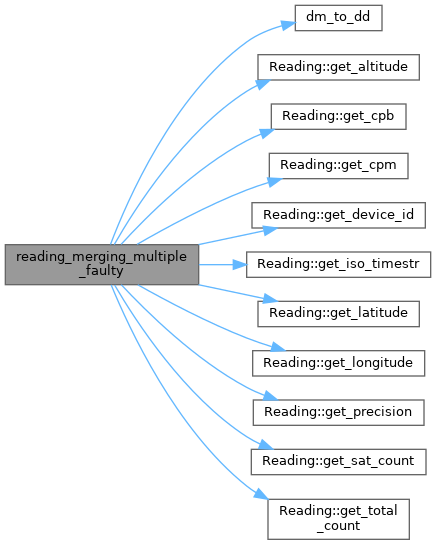 dm_to_dd
Reading::get_altitude
Reading::get_cpb
Reading::get_cpm
Reading::get_device_id
reading_merging_multiple
_faulty
Reading::get_iso_timestr
Reading::get_latitude
Reading::get_longitude
Reading::get_precision
Reading::get_sat_count
Reading::get_total
_count